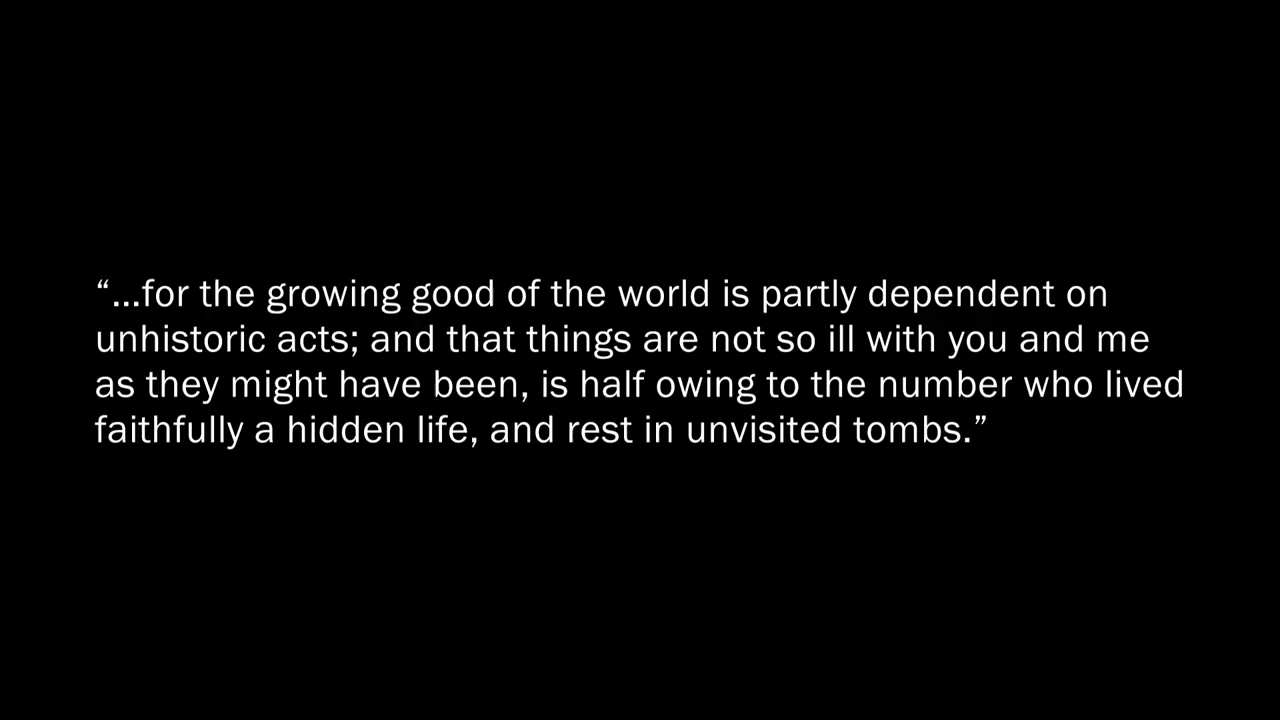 “...for the growing good of the world is partly dependent on
unhistoric acts; and that things are not so ill with you and me
as they might have been, is half owing to the number who lived
faithfully a hidden life, and rest in unvisited tombs.”